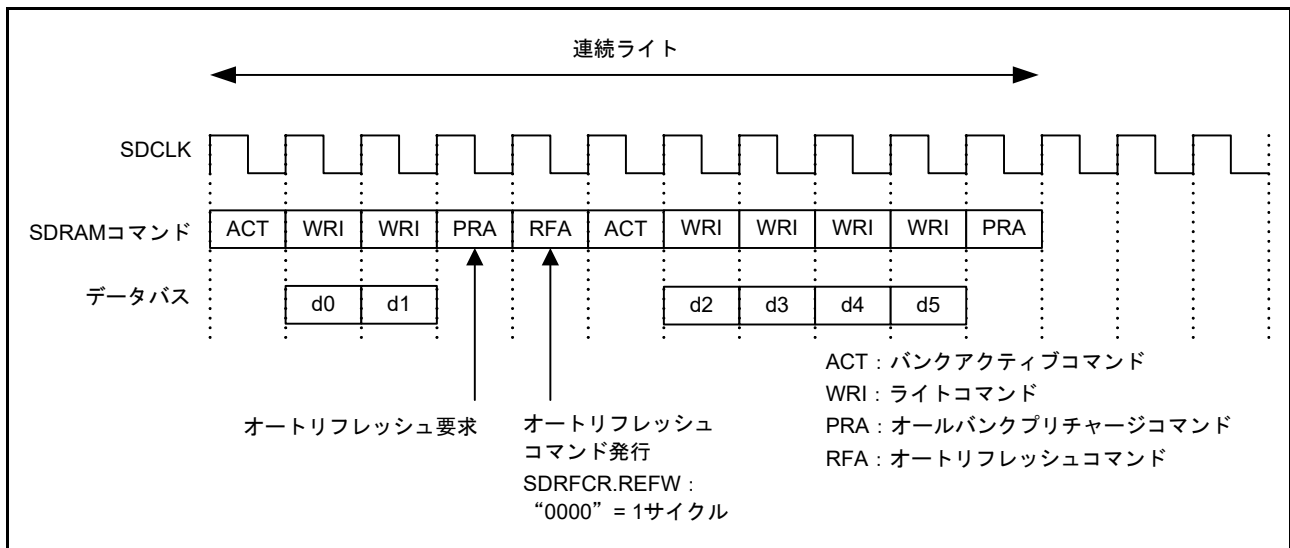 連続ライト
SDCLK
SDRAMコマンド ACT WRI WRI PRA RFA ACT WRI WRI WRI WRI PRA
データバス d0 d1 d2 d3 d4 d5
ACT：バンクアクティブコマンド
WRI：ライトコマンド
PRA：オールバンクプリチャージコマンド
RFA：オートリフレッシュコマンド
オートリフレッシュ要求
オートリフレッシュ
コマンド発行
SDRFCR.REFW：
“0000”= 1サイクル